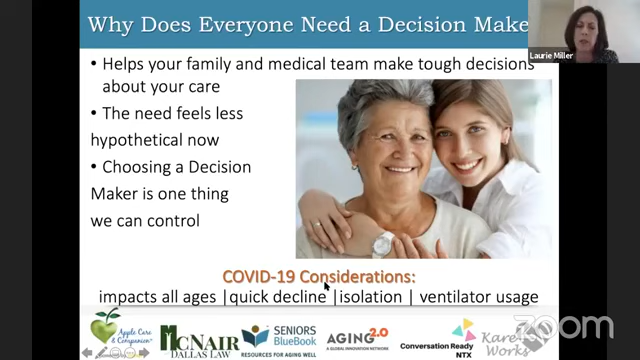 Why Does Everyone Need a Decision Make
Laurie Miller
• Helps your family and medical team make tough decisions
about your care
• The need feels less
hypothetical now
• Choosing a Decision
Maker is one thing
we can control
COVID-19 Considerations:
impacts all ages |quick decline |isolation | ventilator usage
Apple Care
& Companion
MCNAIR
DALLAS LAW
SENIORS
BlueBook
RESOURCES FOR AGING WELL
AGING2.0
A GLOBAL INNOVATION NETWORK
Conversation Ready
NTX
Kare
Works
zoom